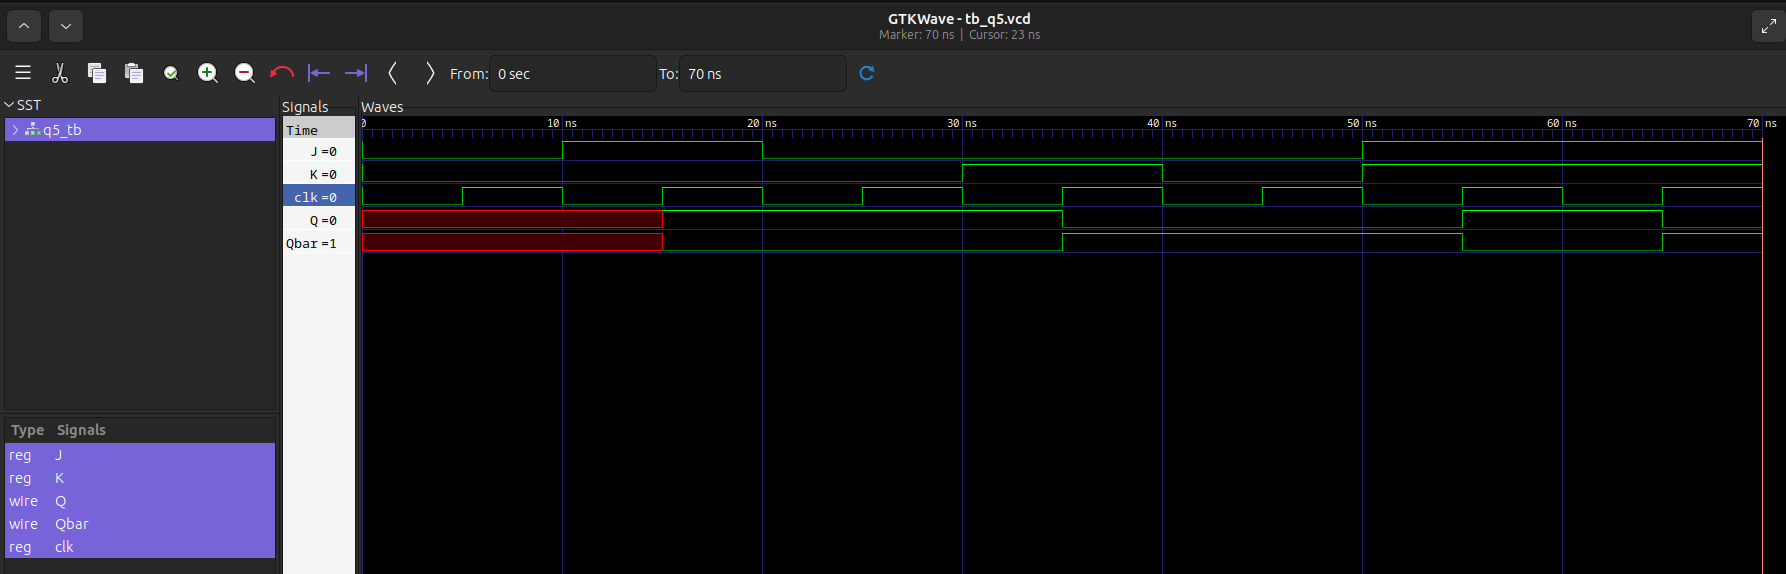 GTKWave - tb_q5.vcd
Marker: 70 ns | Cursor: 23 ns
From: 0 sec To: 70 ns
SST
q5_tb
Signals
Time
J=0
K=0
clk=0
Q=0
Qbar=1
Waves
0 10 ns 20 ns 30 ns 40 ns 50 ns 60 ns 70 ns
Type Signals
reg J
reg K
wire Q
wire Qbar
reg clk